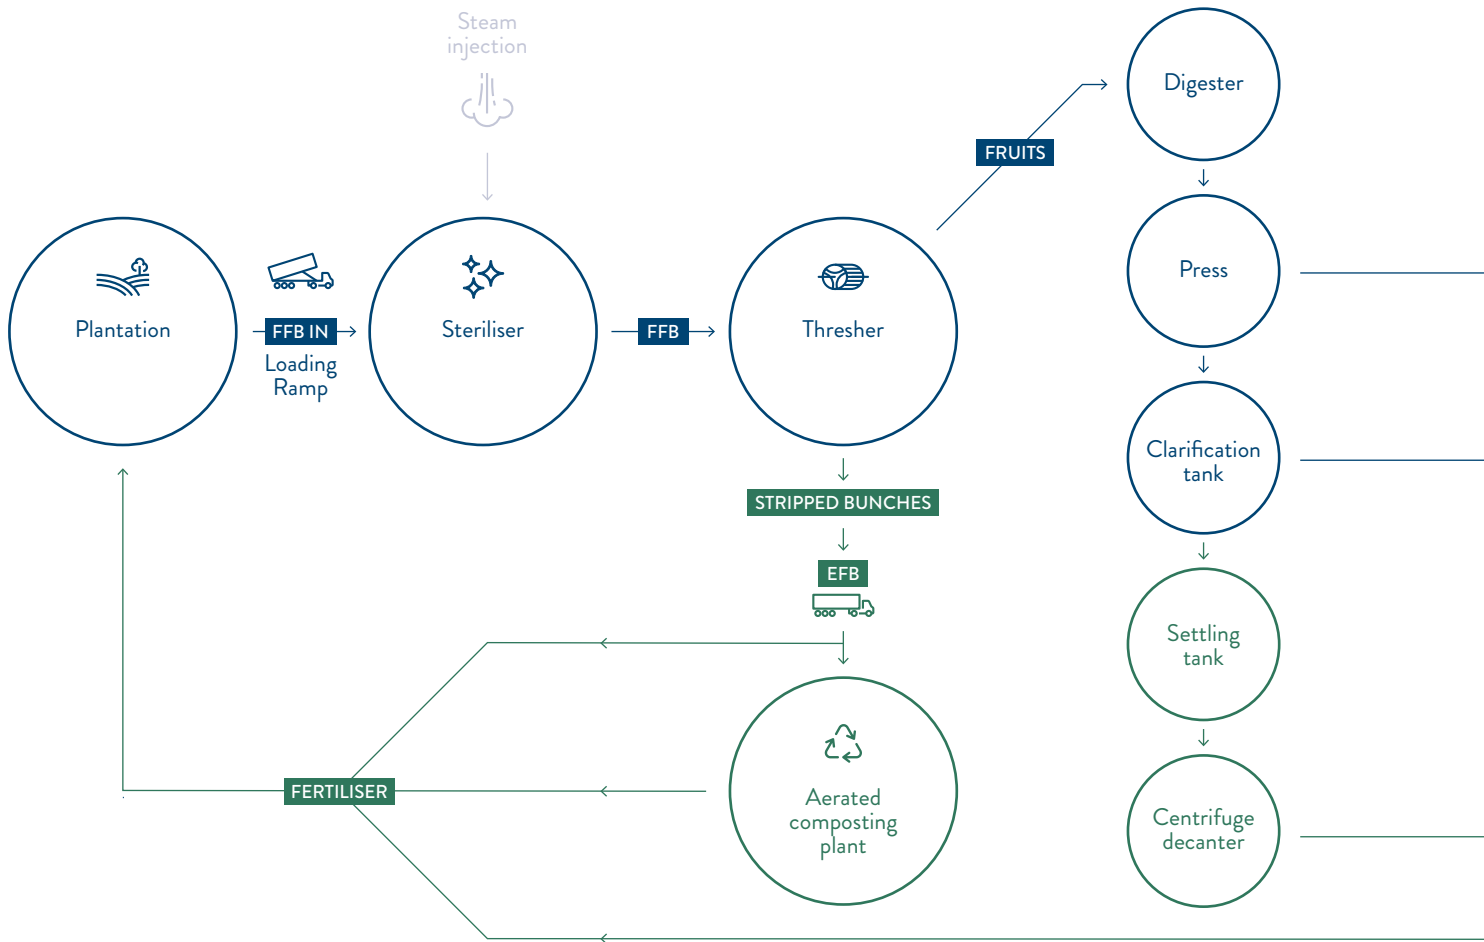 Steam
injection
Digester
FRUITS
Press
Plantation
FFB IN
Loading
Ramp
Steriliser
FFB
Thresher
Clarification
tank
STRIPPED BUNCHES
EFB
Settling
tank
FERTILISER
Aerated
composting
plant
Centrifuge
decanter